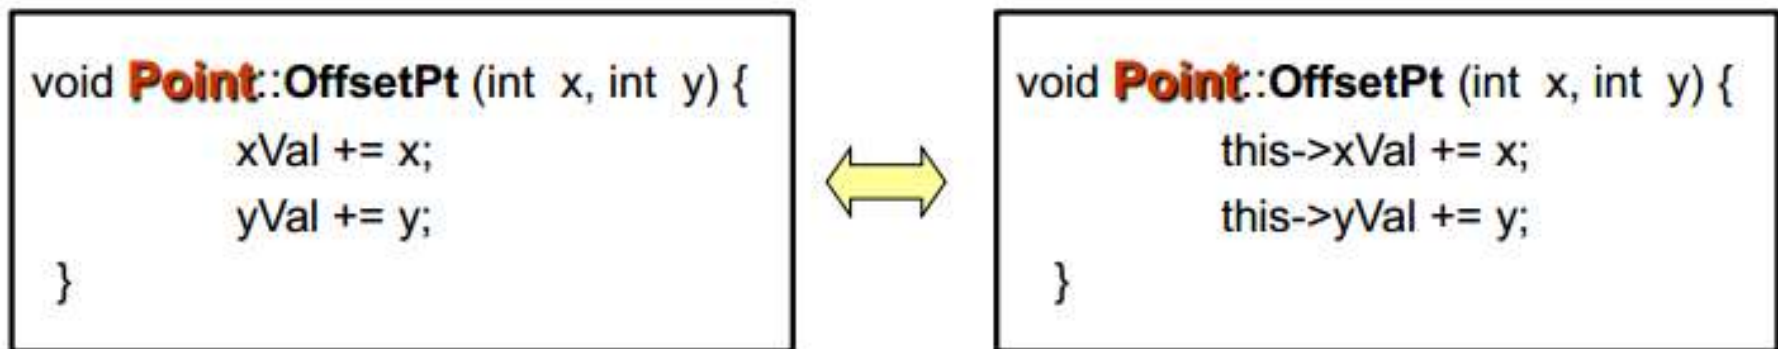 void Point::OffsetPt (int x, int y) {
xVal += x;
yVal += y;
}
void Point::OffsetPt (int x, int y) {
this->xVal += x;
this->yVal += y;
}